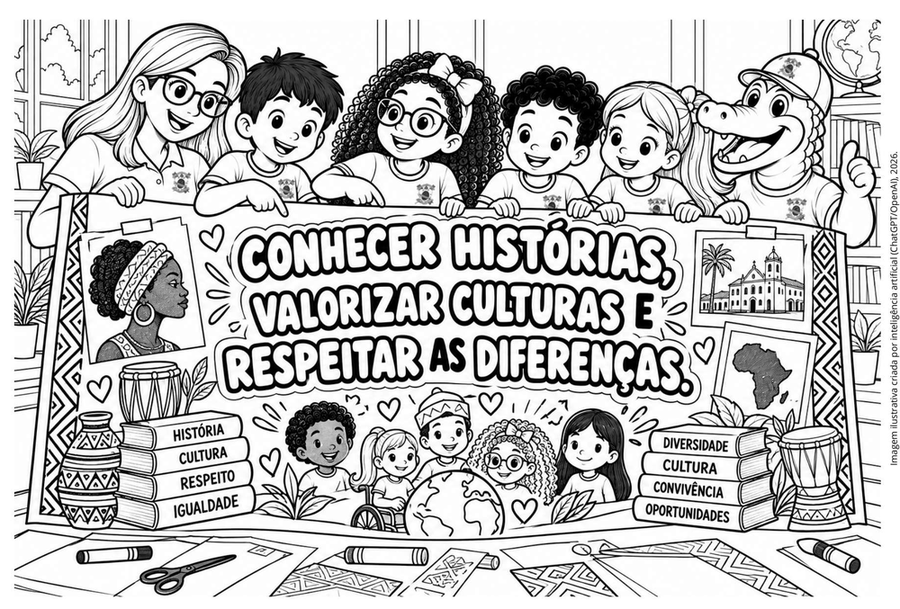 CONHECER HISTÓRIAS,
VALORIZAR CULTURAS E
RESPEITAR AS DIFERENÇAS.
HISTÓRIA
CULTURA
RESPEITO
IGUALDADE
DIVERSIDADE
CULTURA
CONVIVÊNCIA
OPORTUNIDADES
Imagem ilustrativa criada por inteligência artificial (ChatGPT/OpenAI), 2026.